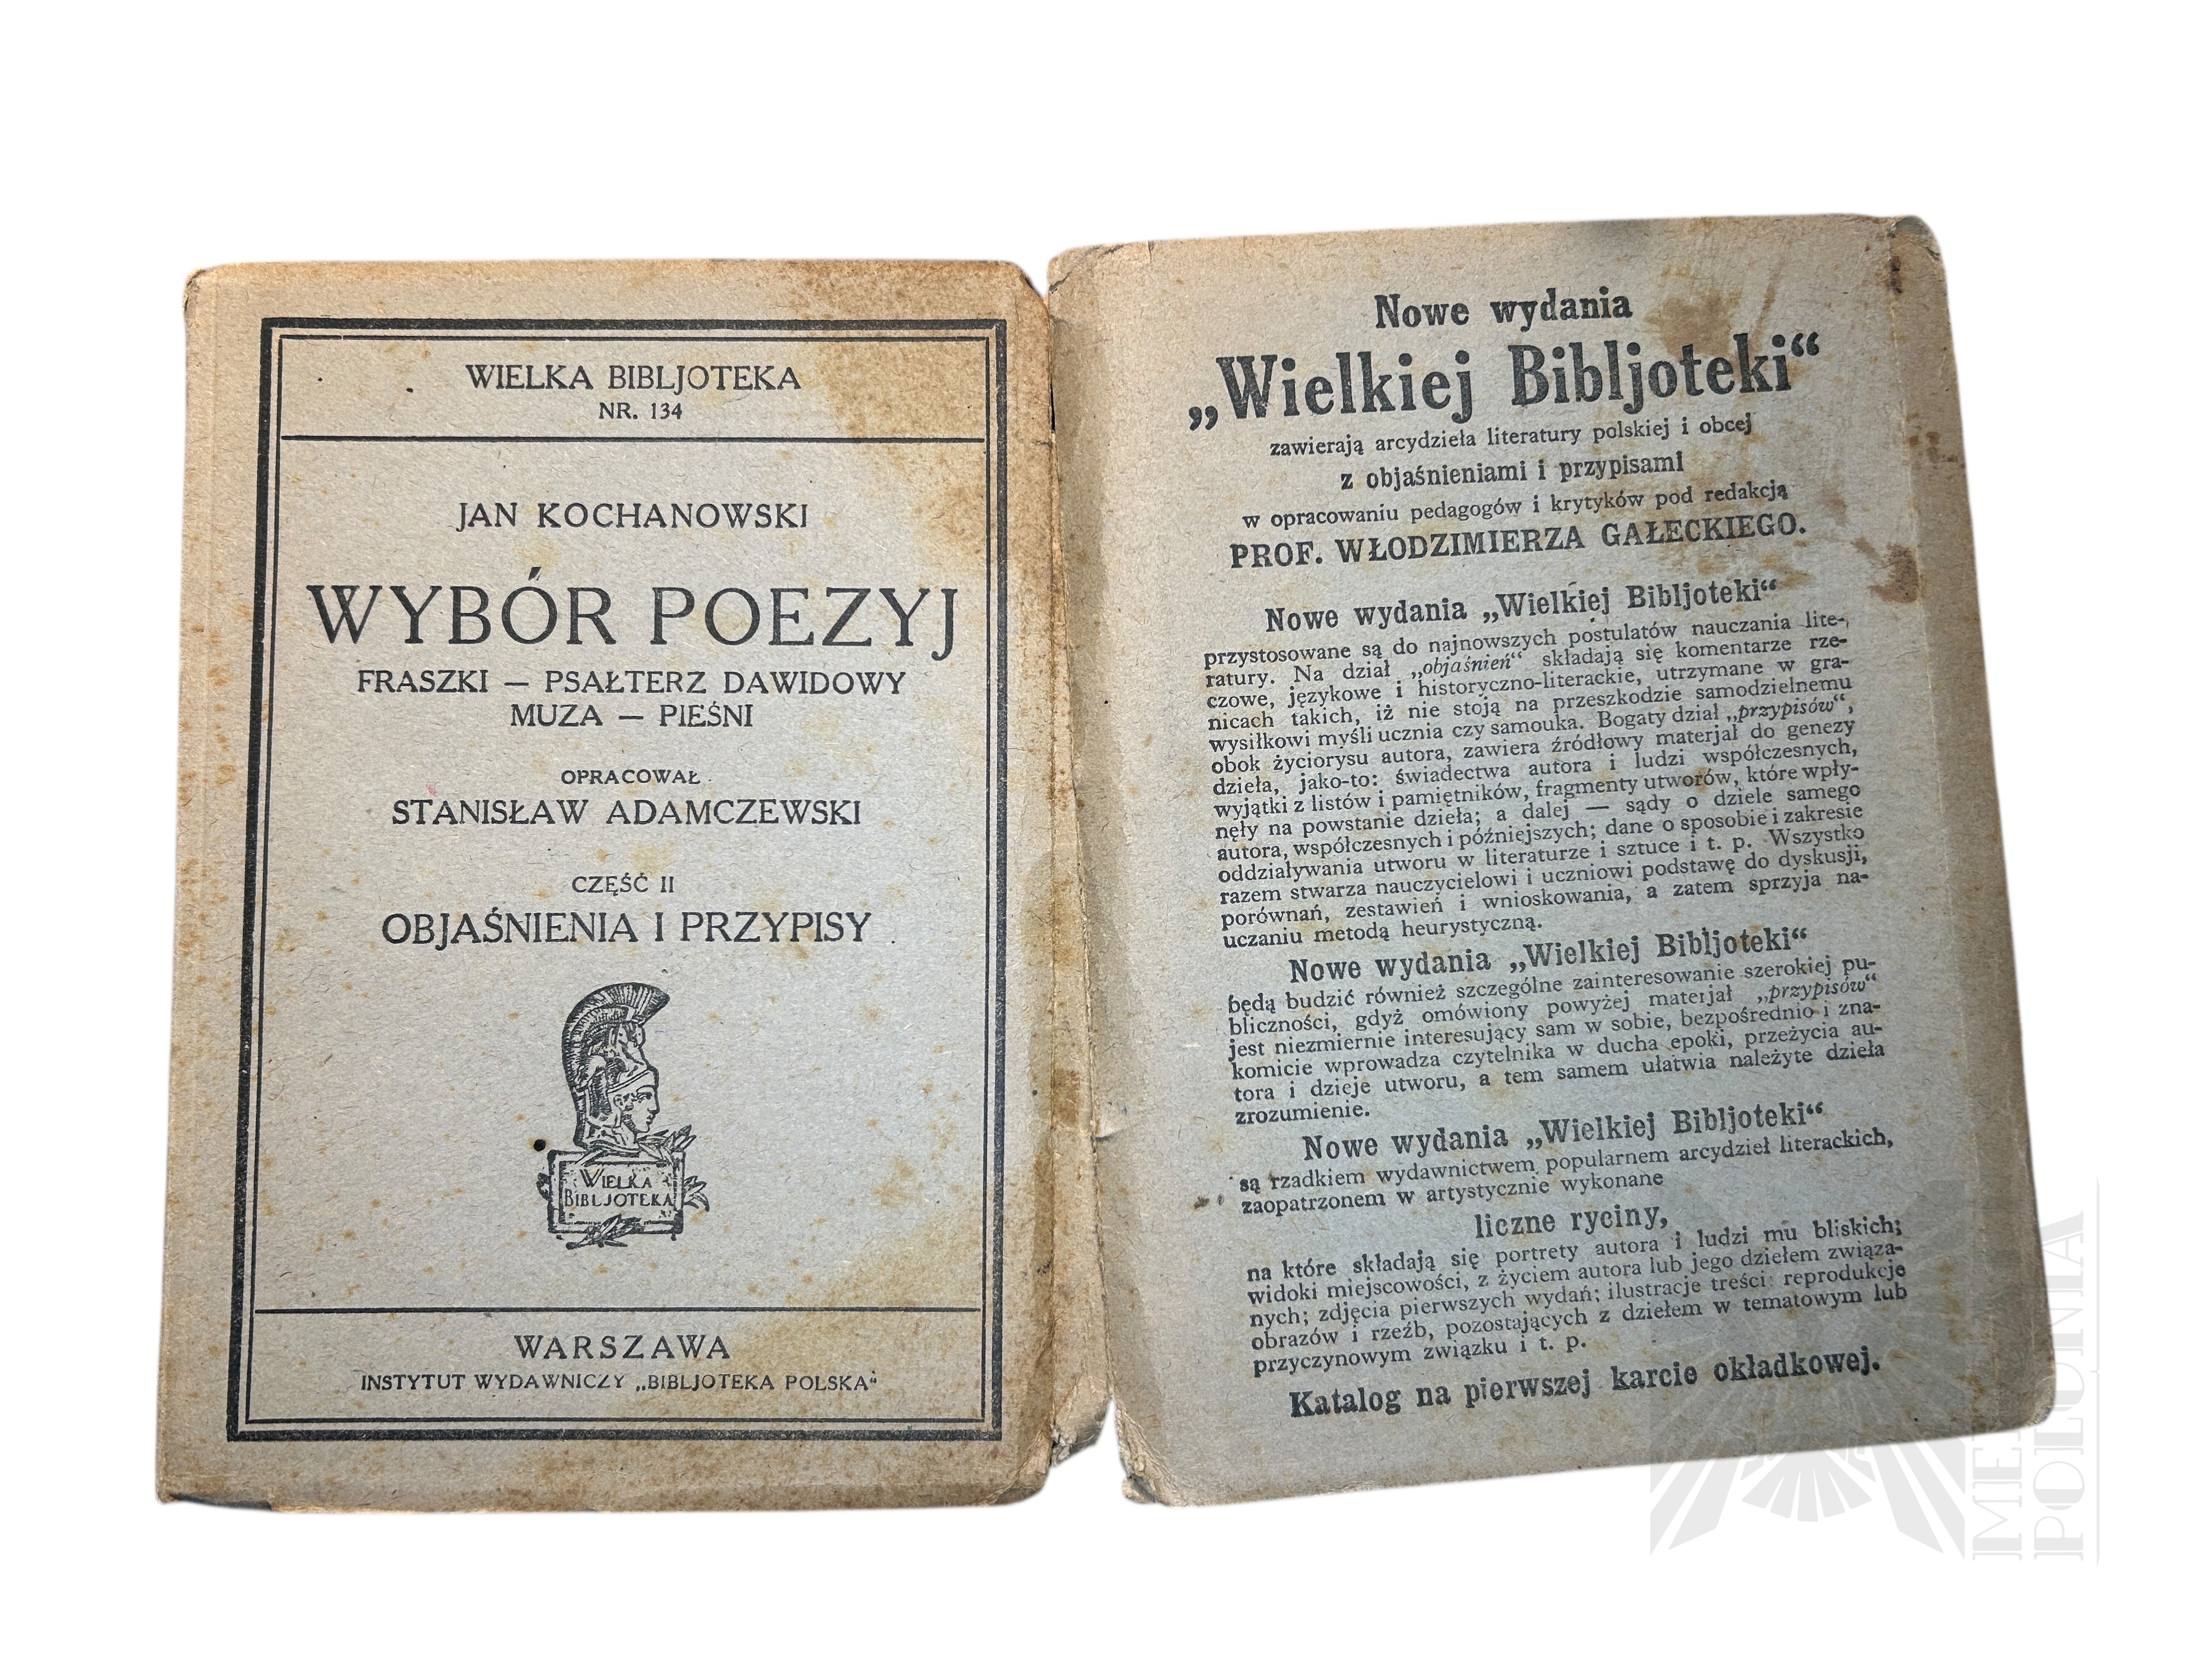 WIELKA BIBLJOTEKA
NR. 134
JAN KOCHANOWSKI
WYBÓR POEZYJ
FRASZKI — PSAŁTERZ DAWIDOWY
MUZA — PIEŚNI
OPRACOWAŁ
STANISŁAW ADAMCZEWSKI
CZĘŚĆ II
OBJAŚNIENIA I PRZYPISY
WIELKA
BIBLJOTEKA
WARSZAWA
INSTYTUT WYDAWNICZY „BIBLJOTEKA POLSKA“
Nowe wydania
„Wielkiej Bibljoteki“
zawierają arcydzieła literatury polskiej i obcej
z objaśnieniami i przypisami
w opracowaniu pedagogów i krytyków pod redakcją
PROF. WŁODZIMIERZA GAŁECKIEGO.
Nowe wydania „Wielkiej Bibljoteki“
przystosowane są do najnowszych postulatów nauczania lite-
ratury. Na dział „objaśnień“ składają się komentarze rze-
czowe, językowe i historyczno-literackie, utrzymane w gra-
nicach takich, iż nie stoją na przeszkodzie samodzielnemu
wysiłkowi myśli ucznia czy samouka. Bogaty dział „przypisów“,
obok życiorysu autora, zawiera źródłowy materjał do genezy
dzieła, jako-to: świadectwa autora i ludzi współczesnych,
wyjątki z listów i pamiętników, fragmenty utworów, które wpły-
nęły na powstanie dzieła; a dalej — sądy o dziele samego
autora, współczesnych i późniejszych; dane o sposobie i zakresie
oddziaływania utworu w literaturze i sztuce i t. p. Wszystko
razem stwarza nauczycielowi i uczniowi podstawę do dyskusji,
porównań, zestawień i wnioskowania, a zatem sprzyja na-
uczaniu metodą heurystyczną.
Nowe wydania „Wielkiej Bibljoteki“
będą budzić również szczególne zainteresowanie szerokiej pu-
bliczności, gdyż omówiony powyżej materjał „przypisów“
jest niezmiernie interesujący sam w sobie, bezpośrednio i zna-
komicie wprowadza czytelnika w ducha epoki, przeżycia au-
tora i dzieje utworu, a tem samem ułatwia należyte dzieła
zrozumienie.
Nowe wydania „Wielkiej Bibljoteki“
są rzadkiem wydawnictwem popularnem arcydzieł literackich,
zaopatrzonem w artystycznie wykonane
liczne ryciny,
na które składają się portrety autora i ludzi mu bliskich;
widoki miejscowości, z życiem autora lub jego dziełem związa-
nych; zdjęcia pierwszych wydań; ilustracje treści: reprodukcje
obrazów i rzeźb, pozostających z dziełem w tematowym lub
przyczynowym związku i t. p.
Katalog na pierwszej karcie okładkowej.
POLONIA